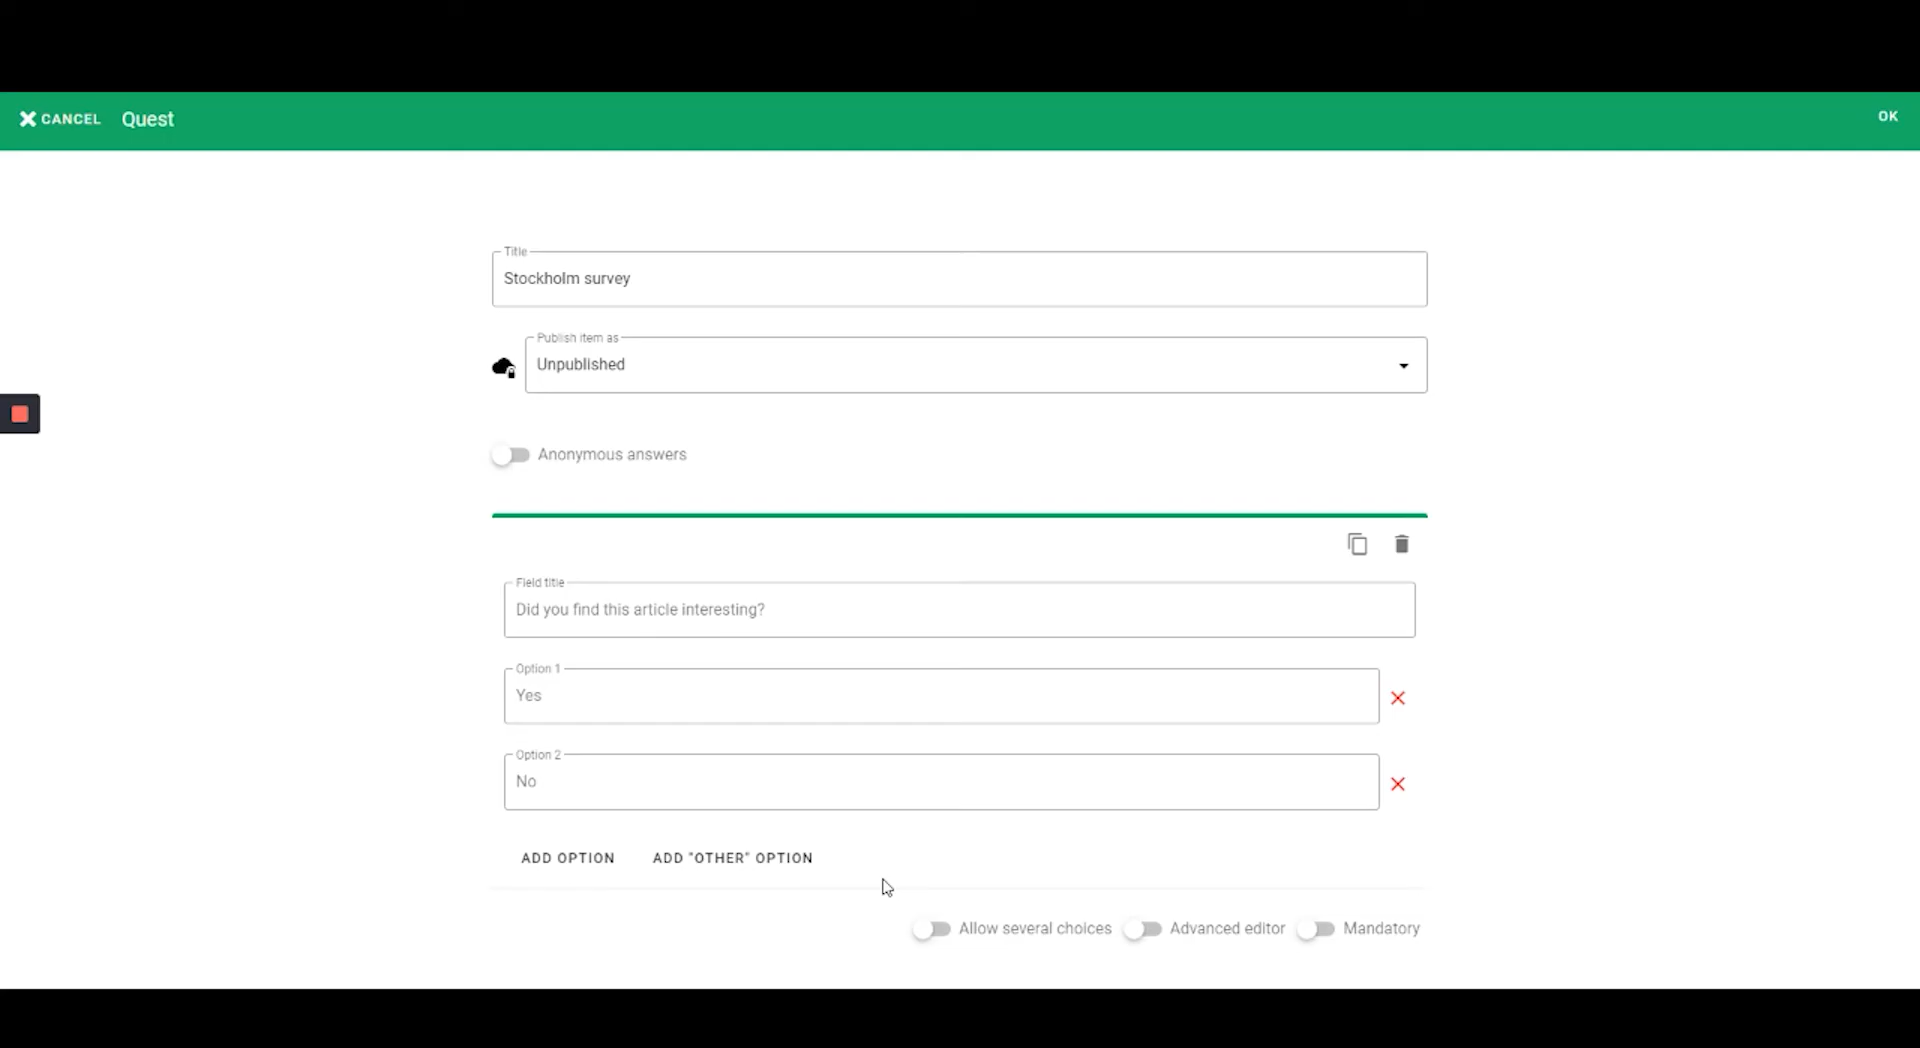 CANCEL Quest OK
Title
Stockholm survey
Publish item as
Unpublished
Anonymous answers
Field title
Did you find this article interesting?
Option 1
Yes
Option 2
No
ADD OPTION ADD "OTHER" OPTION
Allow several choices Advanced editor Mandatory